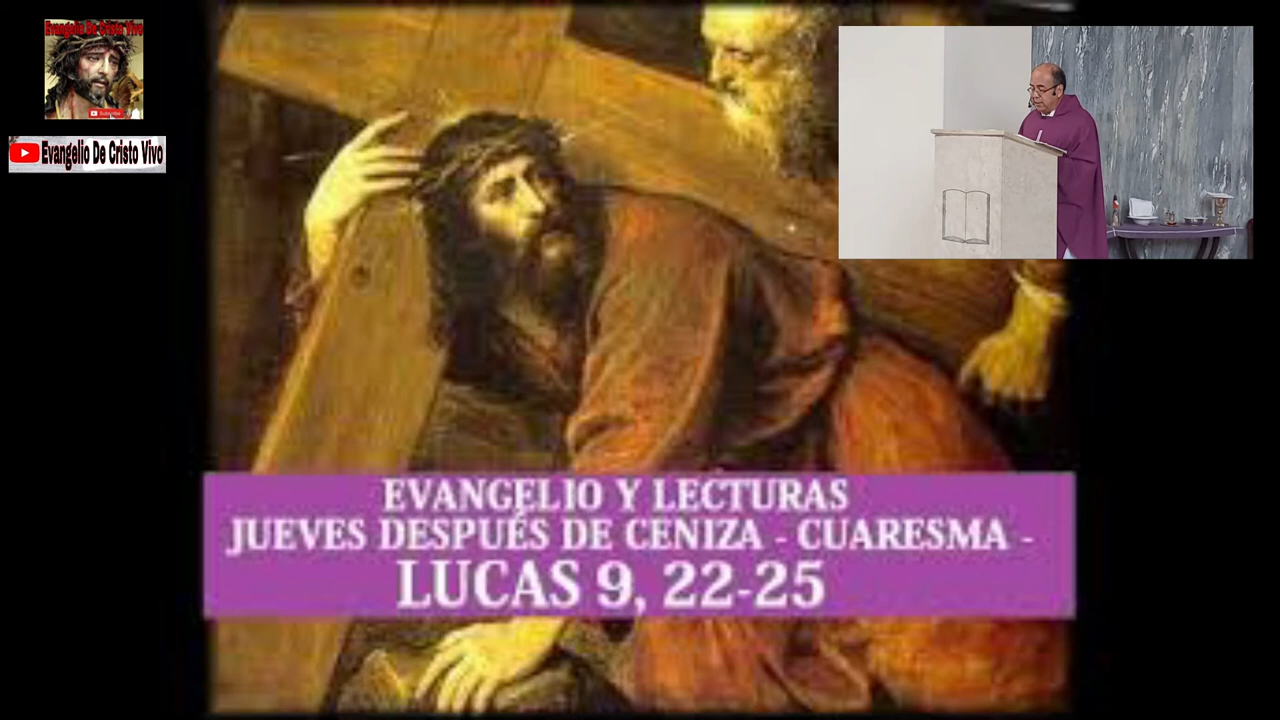 Evangelio De Cristo Vivo
Subscribe
Evangelio De Cristo Vivo
EVANGELIO Y LECTURAS
JUEVES DESPUÉS DE CENIZA - CUARESMA -
LUCAS 9, 22-25